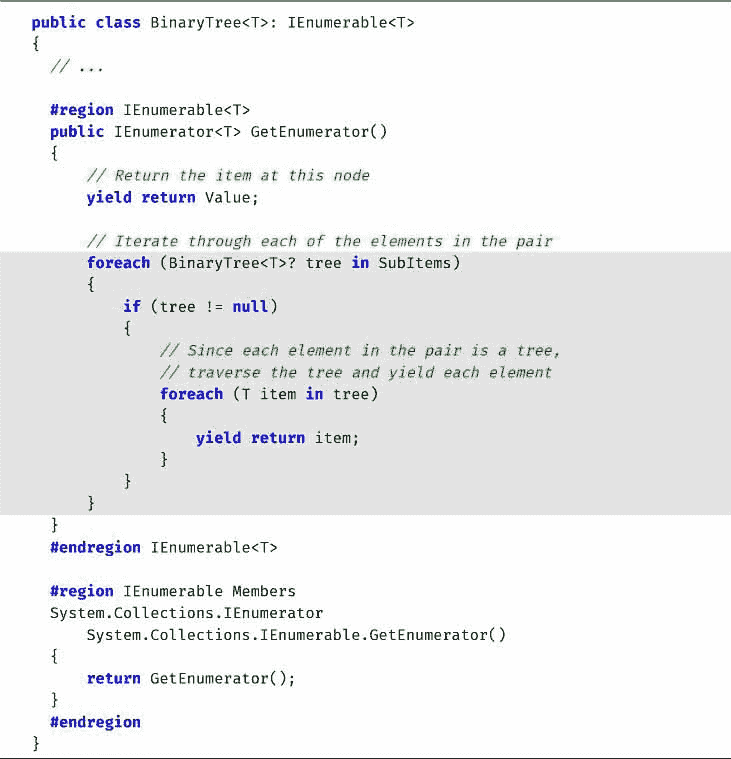 public class BinaryTree<T>: IEnumerable<T>
{
  // ...

  #region IEnumerable<T>
  public IEnumerator<T> GetEnumerator()
  {
      // Return the item at this node
      yield return Value;

      // Iterate through each of the elements in the pair
      foreach (BinaryTree<T>? tree in SubItems)
      {
          if (tree != null)
          {
              // Since each element in the pair is a tree,
              // traverse the tree and yield each element
              foreach (T item in tree)
              {
                  yield return item;
              }
          }
      }
  }
  #endregion IEnumerable<T>

  #region IEnumerable Members
  System.Collections.IEnumerator
      System.Collections.IEnumerable.GetEnumerator()
  {
      return GetEnumerator();
  }
  #endregion
}